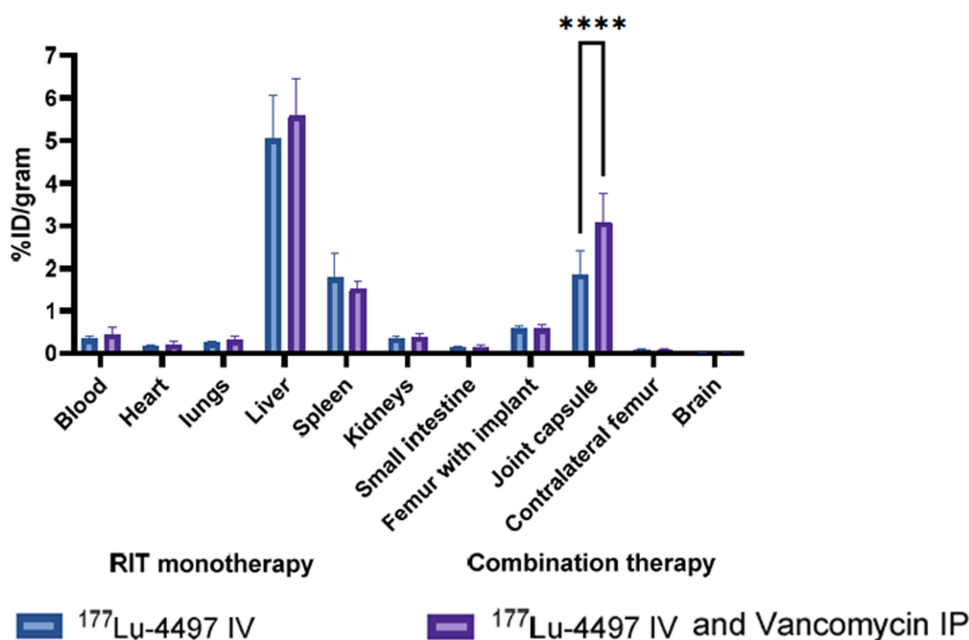 ****
7
6
5
4
3
2
1
0
%ID/gram
Blood
Heart
lungs
Liver
Spleen
Kidneys
Small intestine
Femur with implant
Joint capsule
Contralateral femur
Brain
RIT monotherapy
Combination therapy
¹⁷⁷Lu-4497 IV
¹⁷⁷Lu-4497 IV and Vancomycin IP